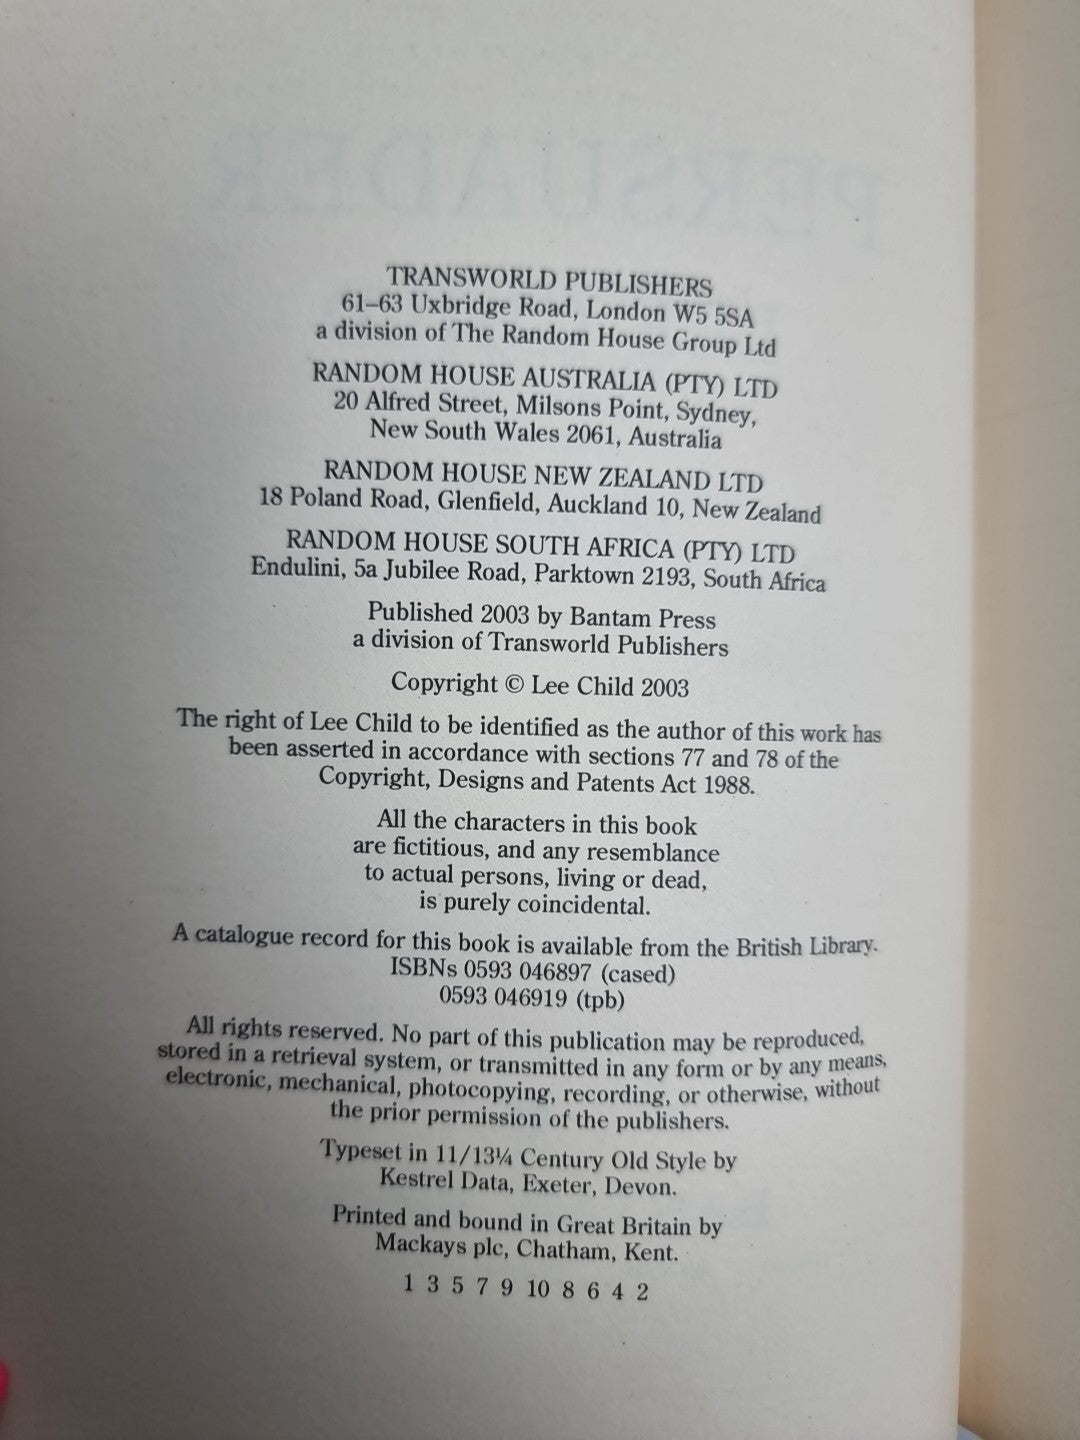 PERSUADER
TRANSWORLD PUBLISHERS
61–63 Uxbridge Road, London W5 5SA
a division of The Random House Group Ltd
RANDOM HOUSE AUSTRALIA (PTY) LTD
20 Alfred Street, Milsons Point, Sydney,
New South Wales 2061, Australia
RANDOM HOUSE NEW ZEALAND LTD
18 Poland Road, Glenfield, Auckland 10, New Zealand
RANDOM HOUSE SOUTH AFRICA (PTY) LTD
Endulini, 5a Jubilee Road, Parktown 2193, South Africa
Published 2003 by Bantam Press
a division of Transworld Publishers
Copyright © Lee Child 2003
The right of Lee Child to be identified as the author of this work has
been asserted in accordance with sections 77 and 78 of the
Copyright, Designs and Patents Act 1988.
All the characters in this book
are fictitious, and any resemblance
to actual persons, living or dead,
is purely coincidental.
A catalogue record for this book is available from the British Library.
ISBNs 0593 046897 (cased)
0593 046919 (tpb)
All rights reserved. No part of this publication may be reproduced,
stored in a retrieval system, or transmitted in any form or by any means,
electronic, mechanical, photocopying, recording, or otherwise, without
the prior permission of the publishers.
Typeset in 11/13¼ Century Old Style by
Kestrel Data, Exeter, Devon.
Printed and bound in Great Britain by
Mackays plc, Chatham, Kent.
1 3 5 7 9 10 8 6 4 2